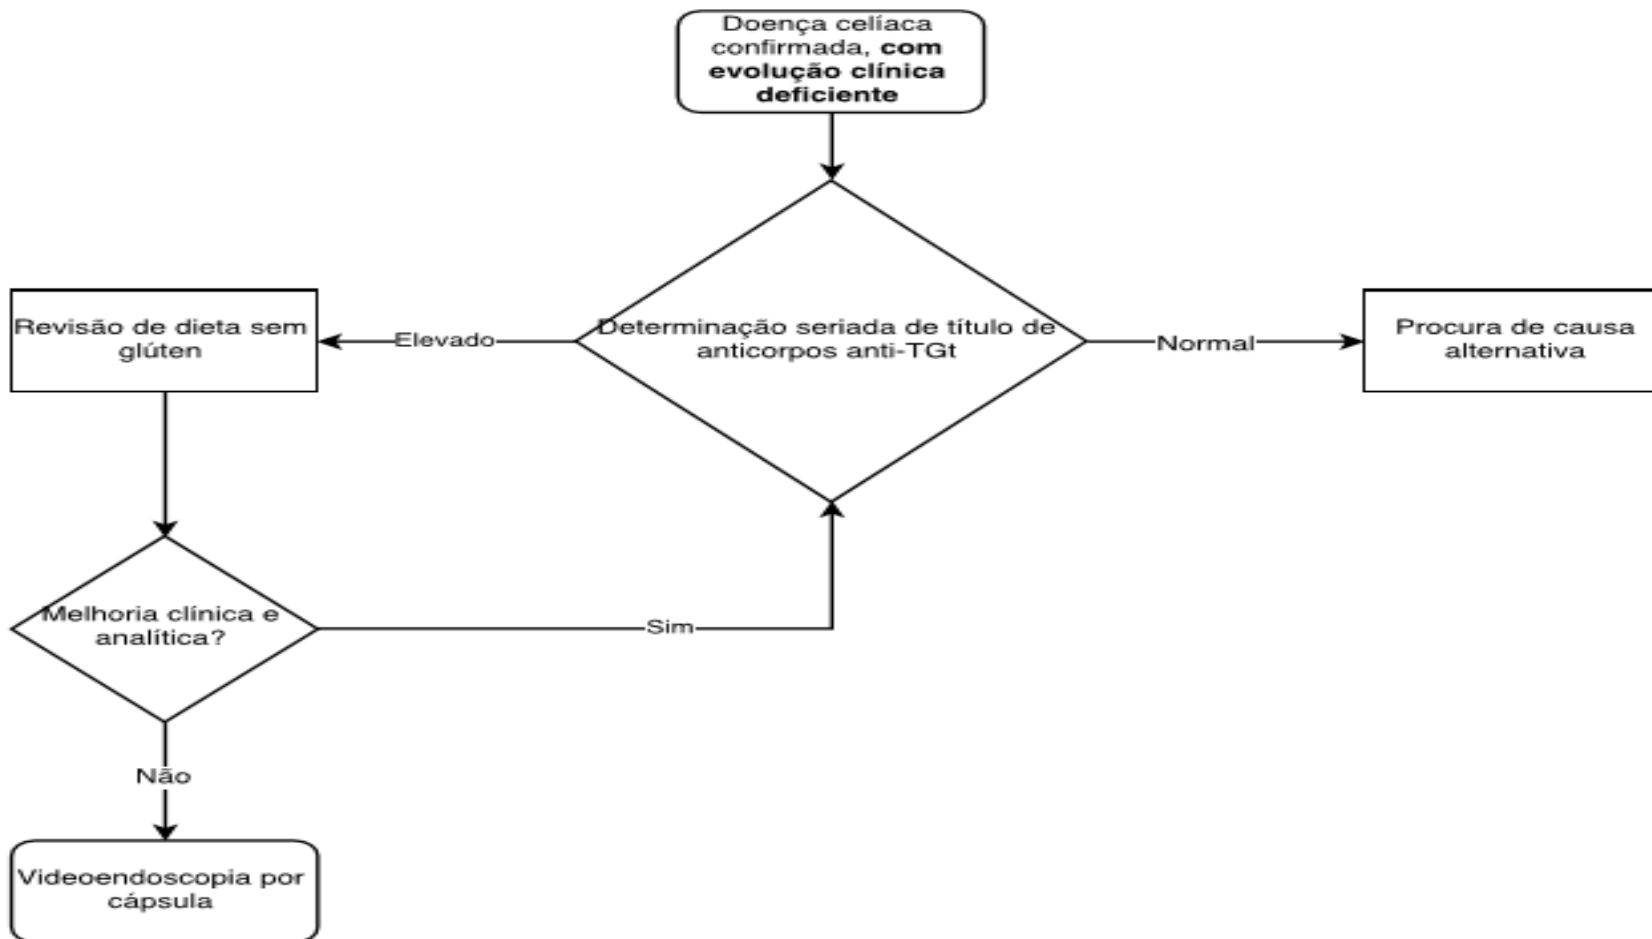 Doença celíaca
confirmada, com
evolução clínica
deficiente
Determinação seriada de título de
anticorpos anti-TGt
Elevado
Normal
Revisão de dieta sem
glúten
Procura de causa
alternativa
Melhoria clínica e
analítica?
Sim
Não
Videoendoscopia por
cápsula